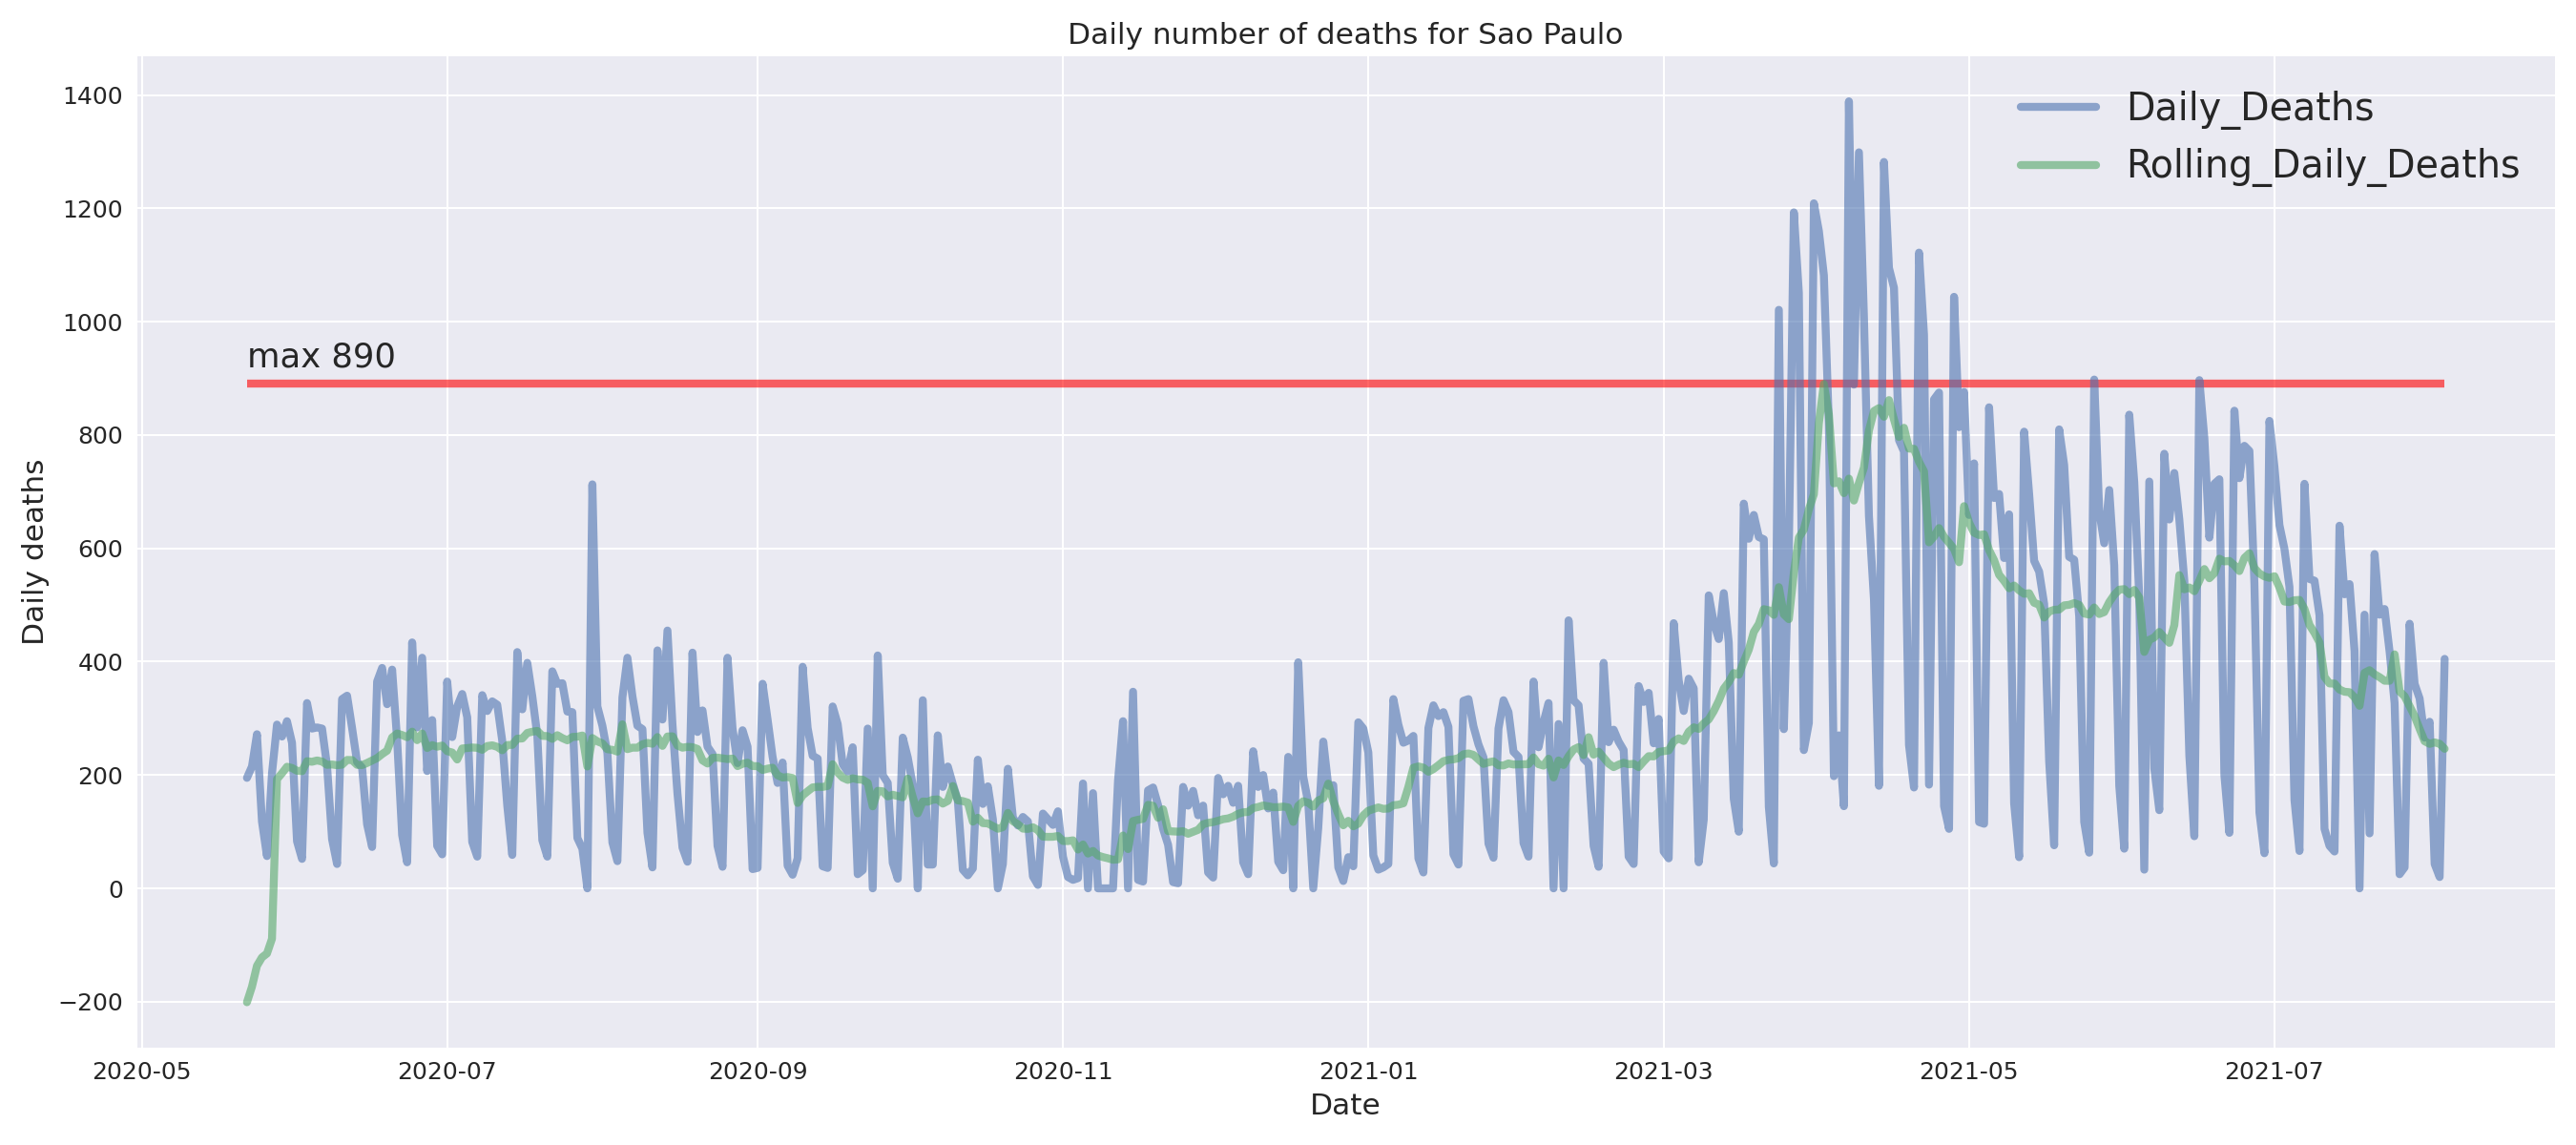 Daily number of deaths for Sao Paulo
1400
1200
1000
800
600
400
200
0
−200
Daily deaths
max 890
Daily_Deaths
Rolling_Daily_Deaths
2020-05
2020-07
2020-09
2020-11
2021-01
2021-03
2021-05
2021-07
Date